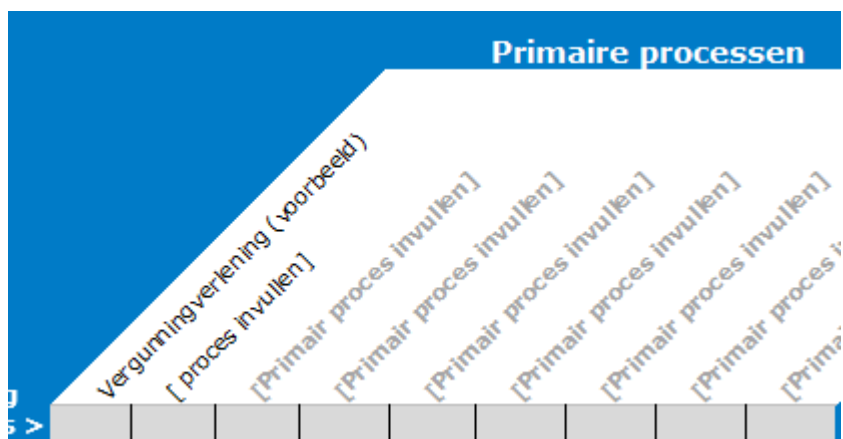 Primaire processen
Vergunningverlening (voorbeeld)
[ proces invullen]
[Primair proces invullen]
[Primair proces invullen]
[Primair proces invullen]
[Primair proces invullen]
[Primair proces invullen]
[Primair proces
s >